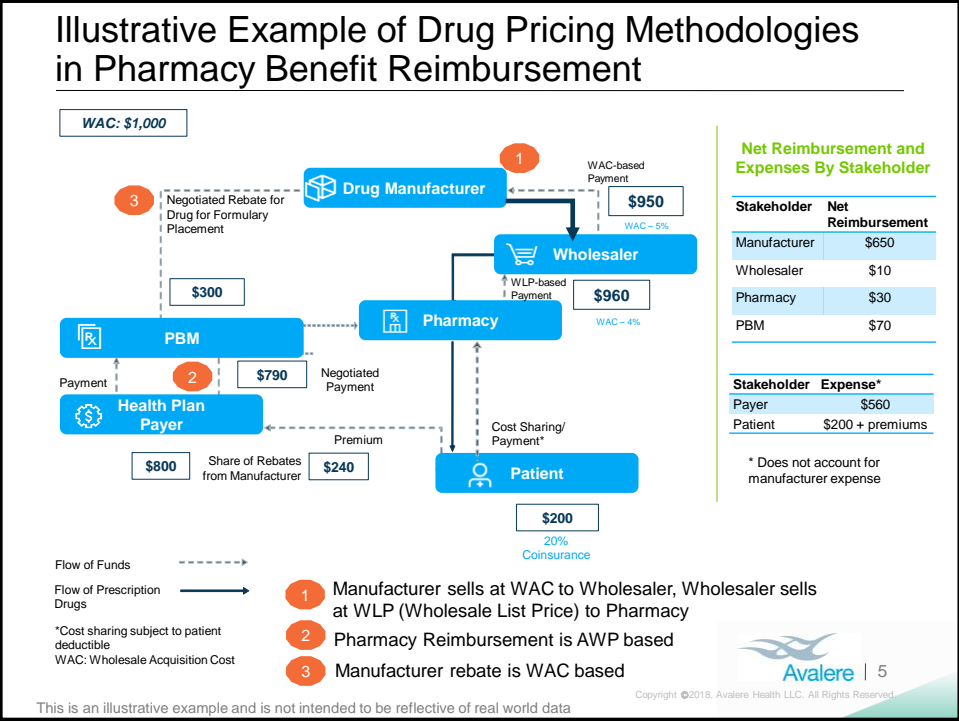 Illustrative Example of Drug Pricing Methodologies
in Pharmacy Benefit Reimbursement
WAC: $1,000
1
Drug Manufacturer
WAC-based
Payment
$950
WAC – 5%
3
Negotiated Rebate for
Drug for Formulary
Placement
Wholesaler
WLP-based
Payment
$960
WAC – 4%
$300
Rx
Pharmacy
Rx
PBM
Payment
2
$790
Negotiated
Payment
$
Health Plan
Payer
Premium
Cost Sharing/
Payment*
$800
Share of Rebates
from Manufacturer
$240
Patient
$200
20%
Coinsurance
Net Reimbursement and
Expenses By Stakeholder
Stakeholder Net
Reimbursement
Manufacturer $650
Wholesaler $10
Pharmacy $30
PBM $70
Stakeholder Expense*
Payer $560
Patient $200 + premiums
* Does not account for
manufacturer expense
Flow of Funds
Flow of Prescription
Drugs
*Cost sharing subject to patient
deductible
WAC: Wholesale Acquisition Cost
1 Manufacturer sells at WAC to Wholesaler, Wholesaler sells
at WLP (Wholesale List Price) to Pharmacy
2 Pharmacy Reimbursement is AWP based
3 Manufacturer rebate is WAC based
Avalere | 5
Copyright ©2018. Avalere Health LLC. All Rights Reserved.
This is an illustrative example and is not intended to be reflective of real world data